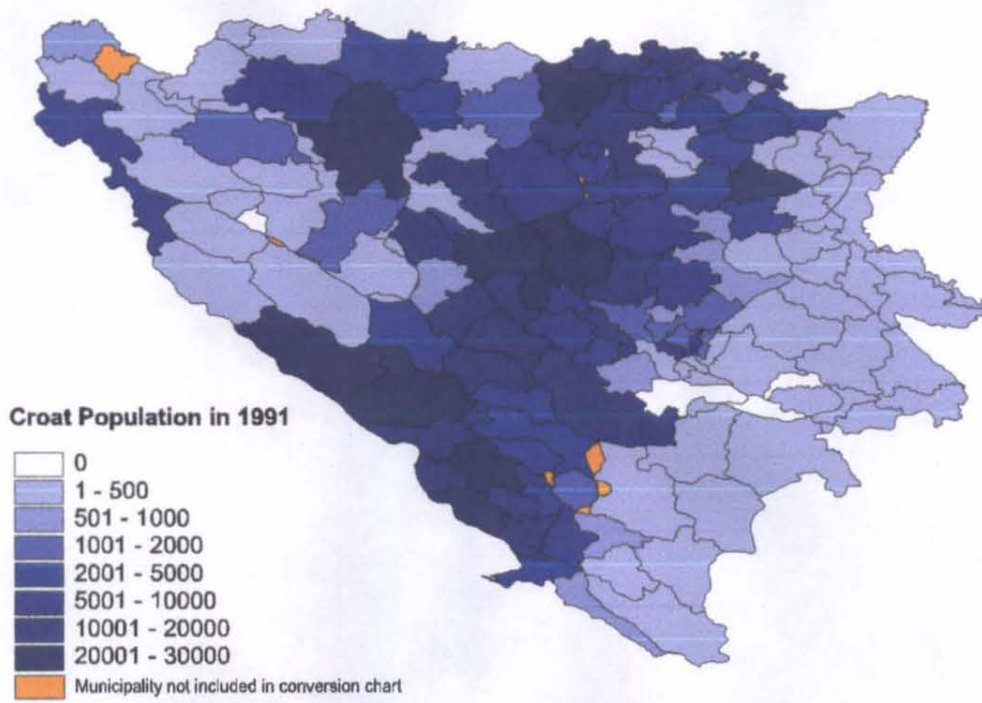 Croat Population in 1991
0
1 - 500
501 - 1000
1001 - 2000
2001 - 5000
5001 - 10000
10001 - 20000
20001 - 30000
Municipality not included in conversion chart